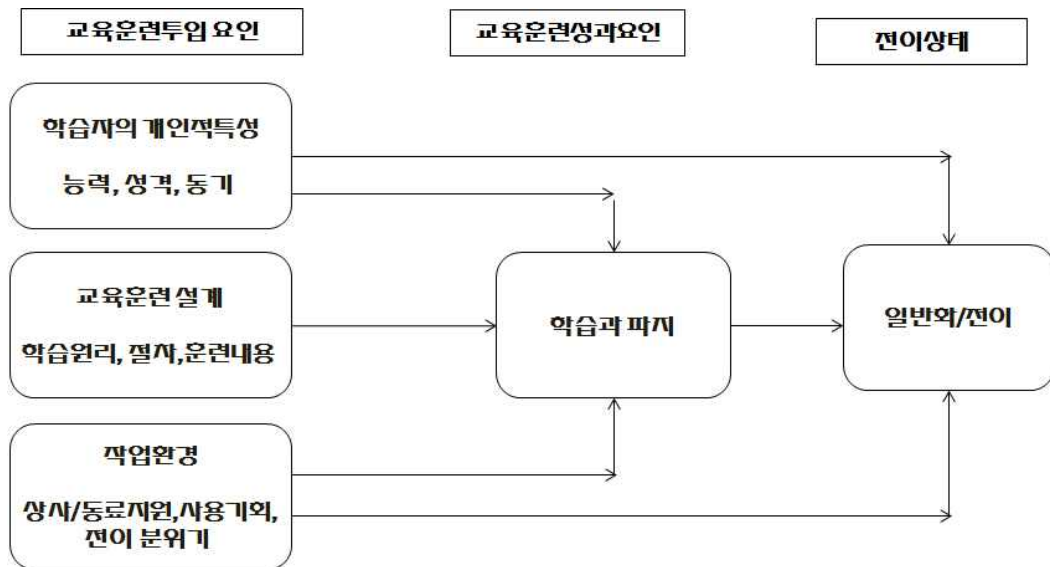 교육훈련투입 요인
교육훈련성과요인
전이상태
학습자의 개인적특성
능력, 성격, 동기
교육훈련 설계
학습원리, 절차,훈련내용
학습과 파지
일반화/전이
작업환경
상사/동료지원,사용기회,
전이 분위기